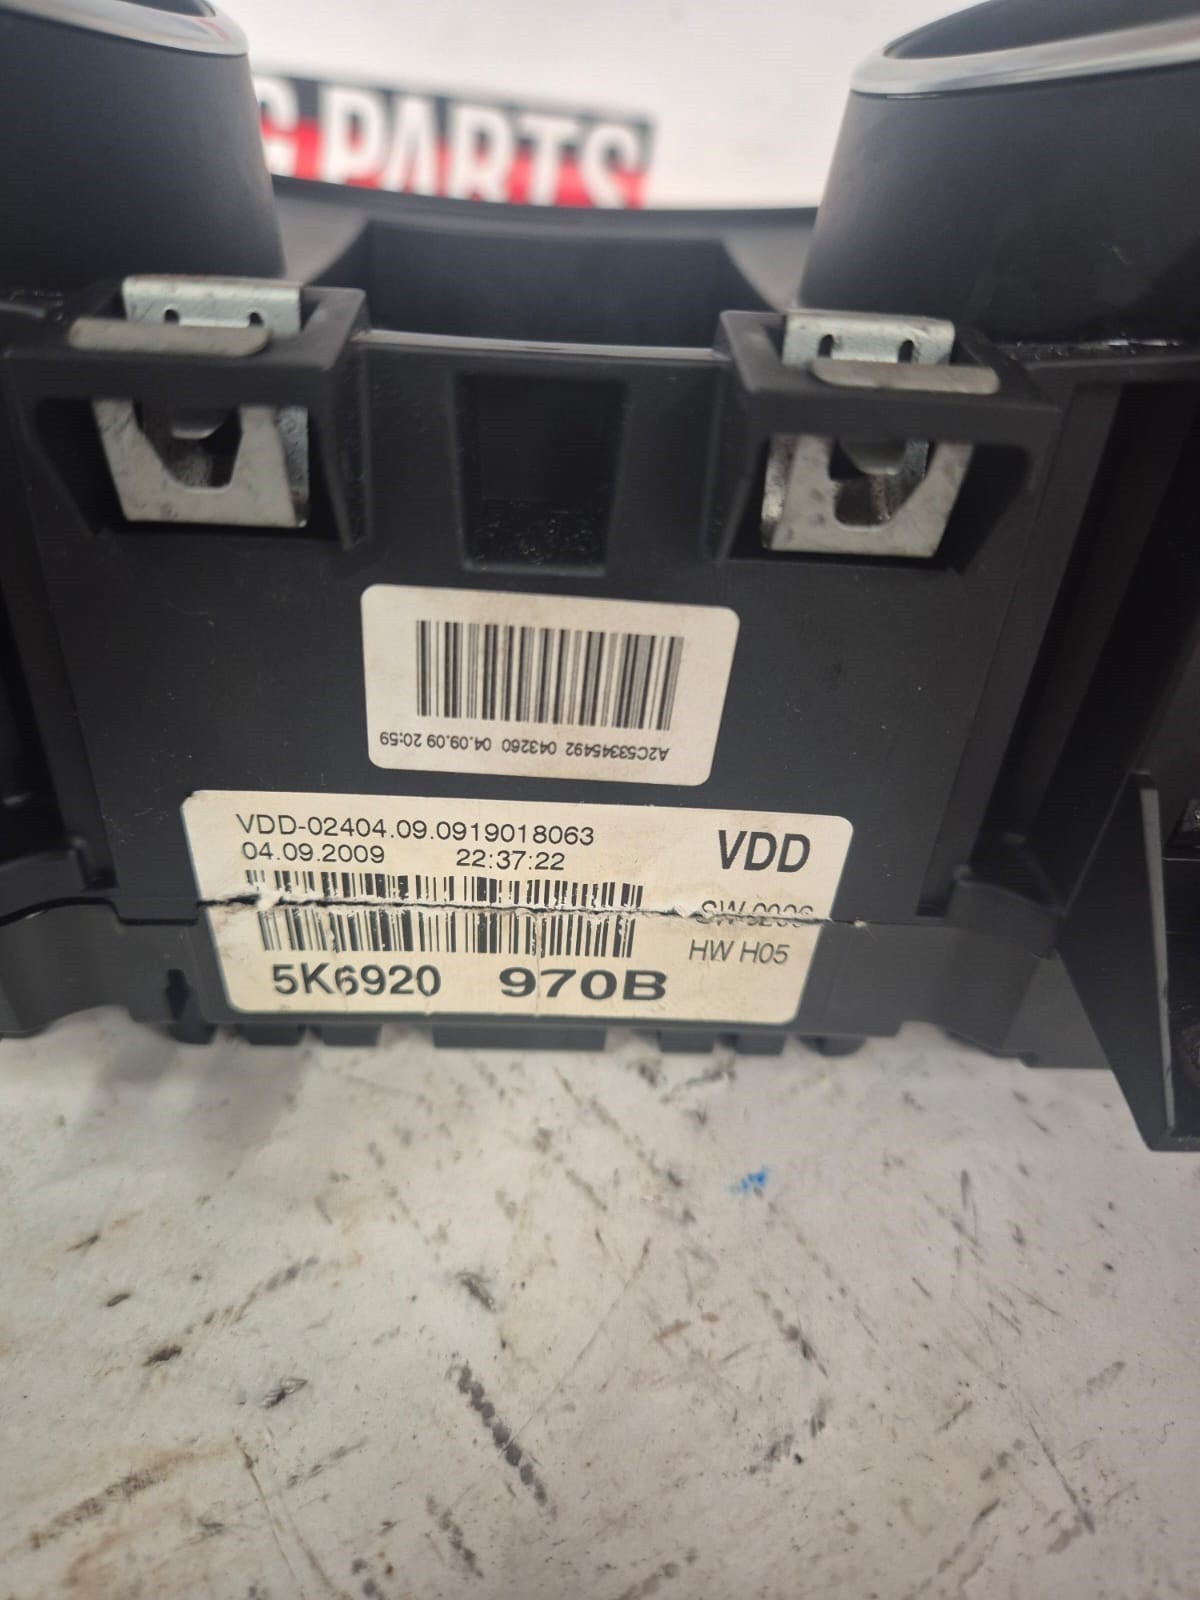 G PARTS
A2C53345492 043260 04.09.09 20:59
VDD-02404.09.0919018063
04.09.2009 22:37:22
VDD
HW H05
5K6920 970B